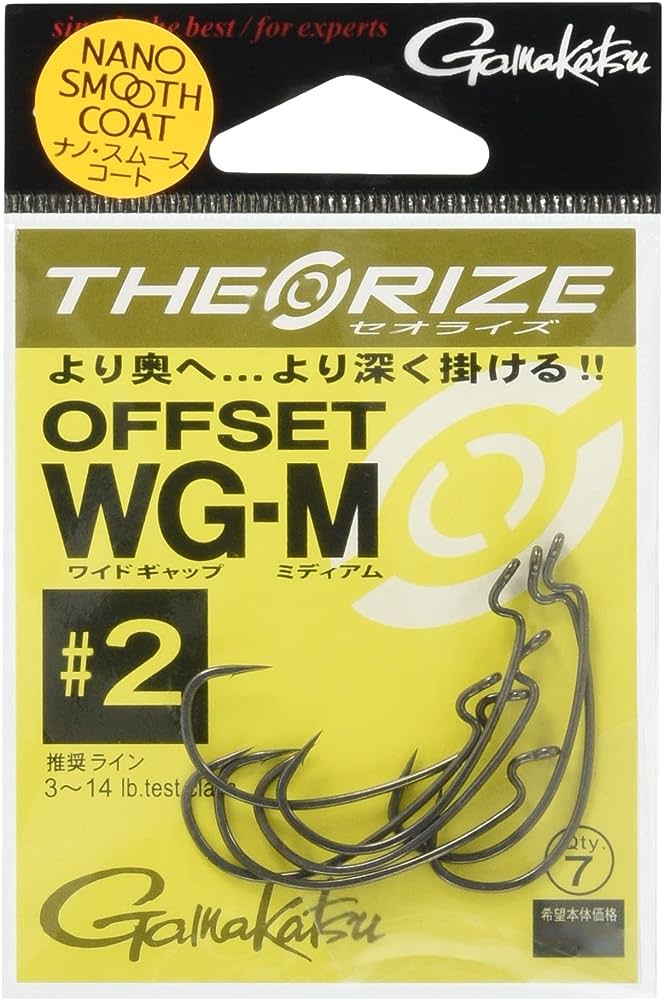 the best / for experts
Gamakatsu
NANO
SMOOTH
COAT
ナノ・スムース
コート
THEORIZE
セオライズ
より奥へ...より深く掛ける!!
OFFSET
WG-M
ワイドギャップ ミディアム
#2
推奨ライン
3〜14 lb.test class
Qty.
7
Gamakatsu
希望本体価格